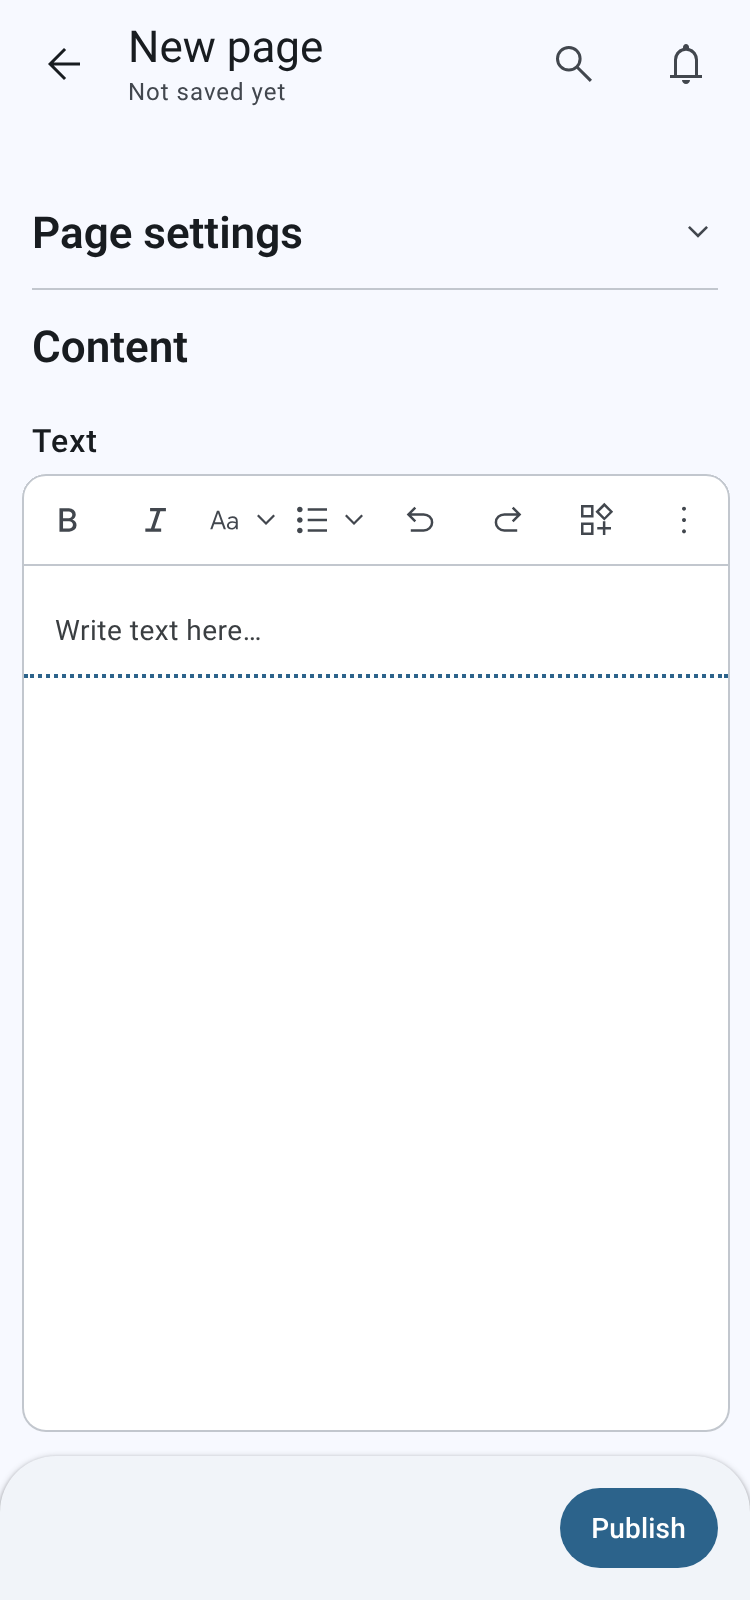 New page
Not saved yet
Page settings
Content
Text
B I Aa
Write text here...
Publish